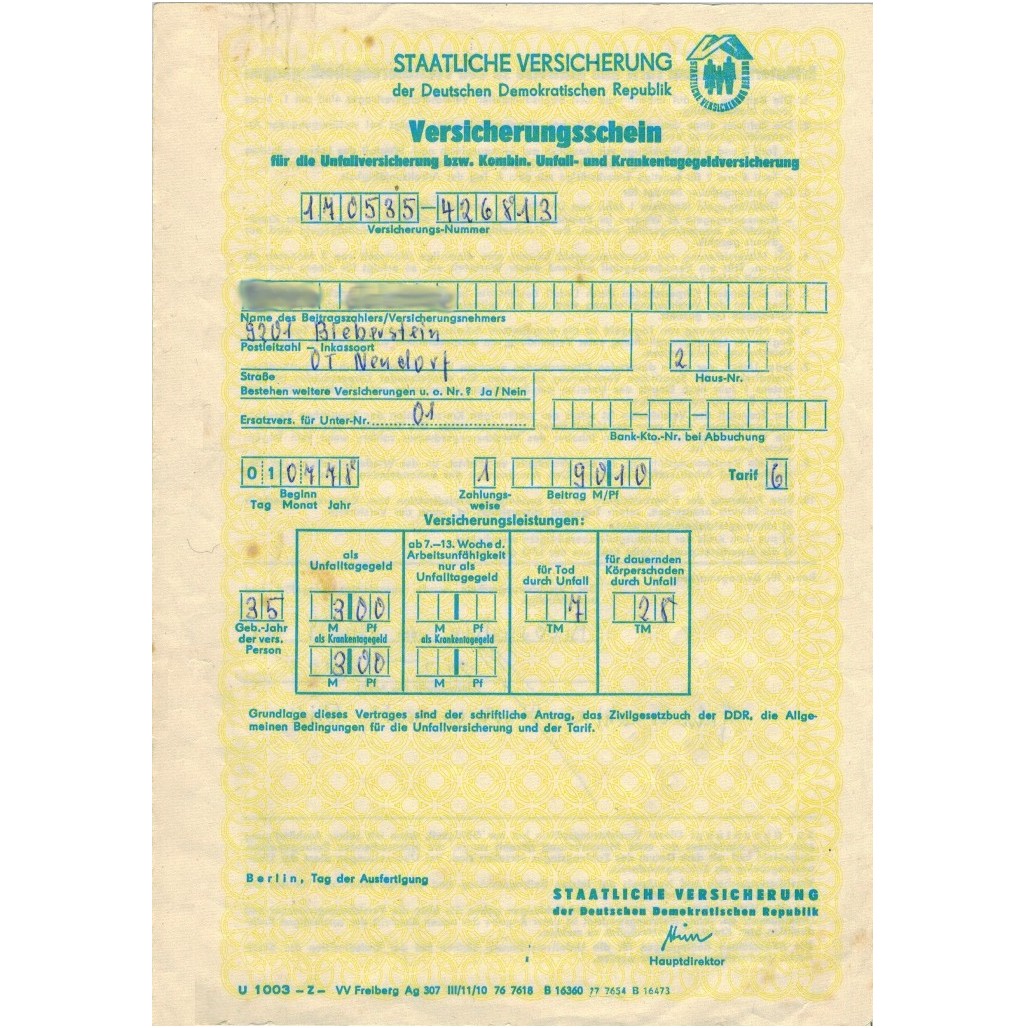 STAATLICHE VERSICHERUNG
der Deutschen Demokratischen Republik
STAATLICHE VERSICHERUNG DER DDR
Versicherungsschein
für die Unfallversicherung bzw. Kombin. Unfall- und Krankentagegeldversicherung
170535-426813
Versicherungs-Nummer
Name des Beitragszahlers/Versicherungsnehmers
9201 Bieberstein
Postleitzahl – Inkassoort
OT Neudorf
2
Straße
Haus-Nr.
Bestehen weitere Versicherungen u. o. Nr.? Ja / Nein
Ersatzvers. für Unter-Nr. 01
Bank-Kto.-Nr. bei Abbuchung
010778 1 9010 Tarif 6
Beginn
Tag Monat Jahr
Zahlungsweise
Beitrag M/Pf
Versicherungsleistungen:
als Unfalltagegeld
ab 7.–13. Woche d. Arbeitsunfähigkeit nur als Unfalltagegeld
für Tod durch Unfall
für dauernden Körperschaden durch Unfall
35 300 7 28
Geb.-Jahr der vers. Person
M Pf M Pf TM TM
als Krankentagegeld als Krankentagegeld
300
M Pf M Pf
Grundlage dieses Vertrages sind der schriftliche Antrag, das Zivilgesetzbuch der DDR, die Allge-
meinen Bedingungen für die Unfallversicherung und der Tarif.
Berlin, Tag der Ausfertigung
STAATLICHE VERSICHERUNG
der Deutschen Demokratischen Republik
Hauptdirektor
U 1003 – Z – VV Freiberg Ag 307 III/11/10 76 7618 B 16360 77 7654 B 16473